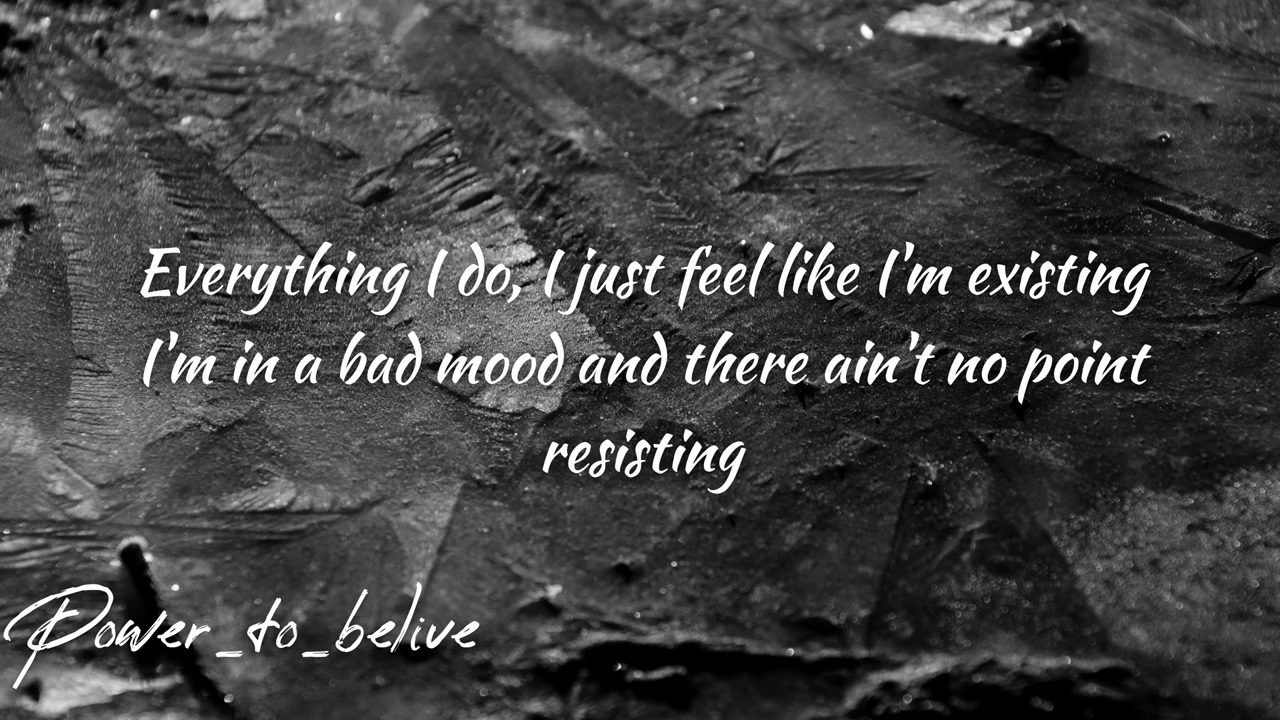 Everything I do, I just feel like I'm existing
I'm in a bad mood and there ain't no point
resisting
Power_to_belive